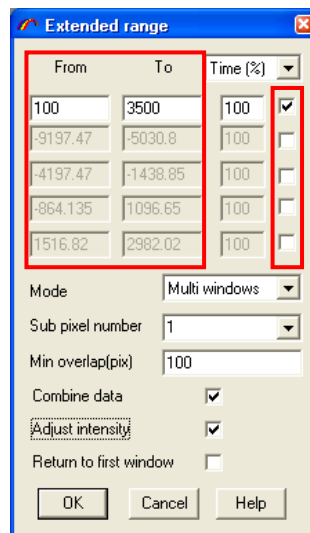 Extended range
From To Time (%)
100 3500 100
-9197.47 -5030.8 100
-4197.47 -1438.85 100
-864.135 1096.65 100
1516.82 2982.02 100
Mode Multi windows
Sub pixel number 1
Min overlap(pix) 100
Combine data
Adjust intensity
Return to first window
OK Cancel Help